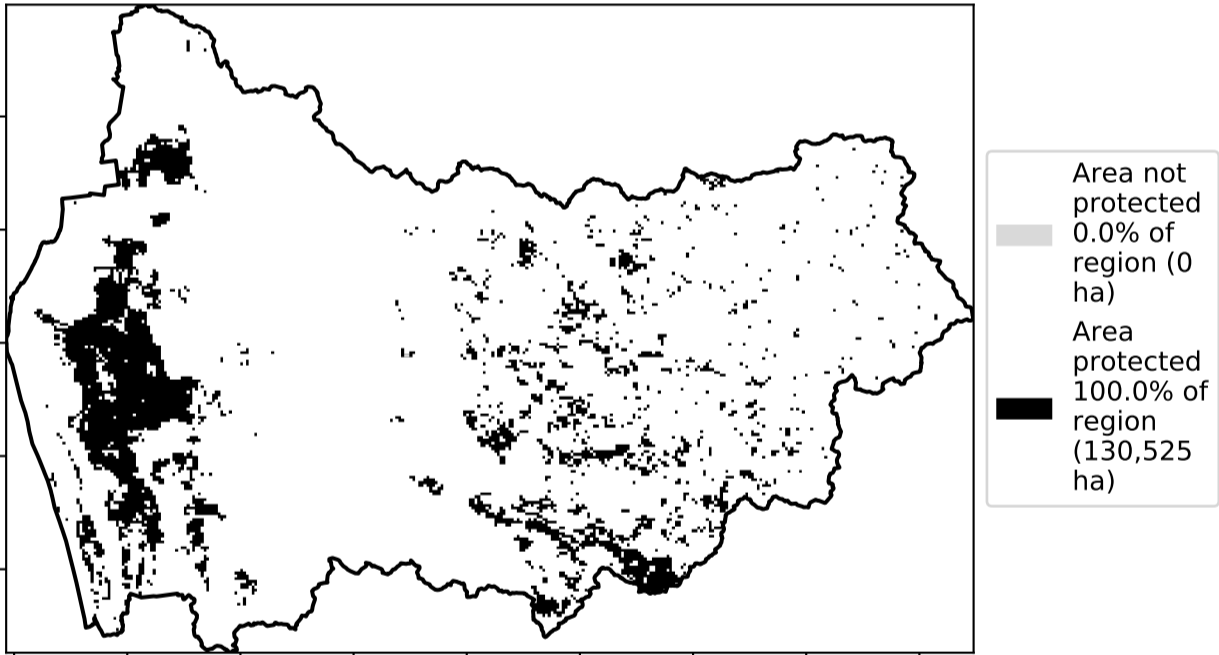 Area not
protected
0.0% of
region (0
ha)
Area
protected
100.0% of
region
(130,525
ha)